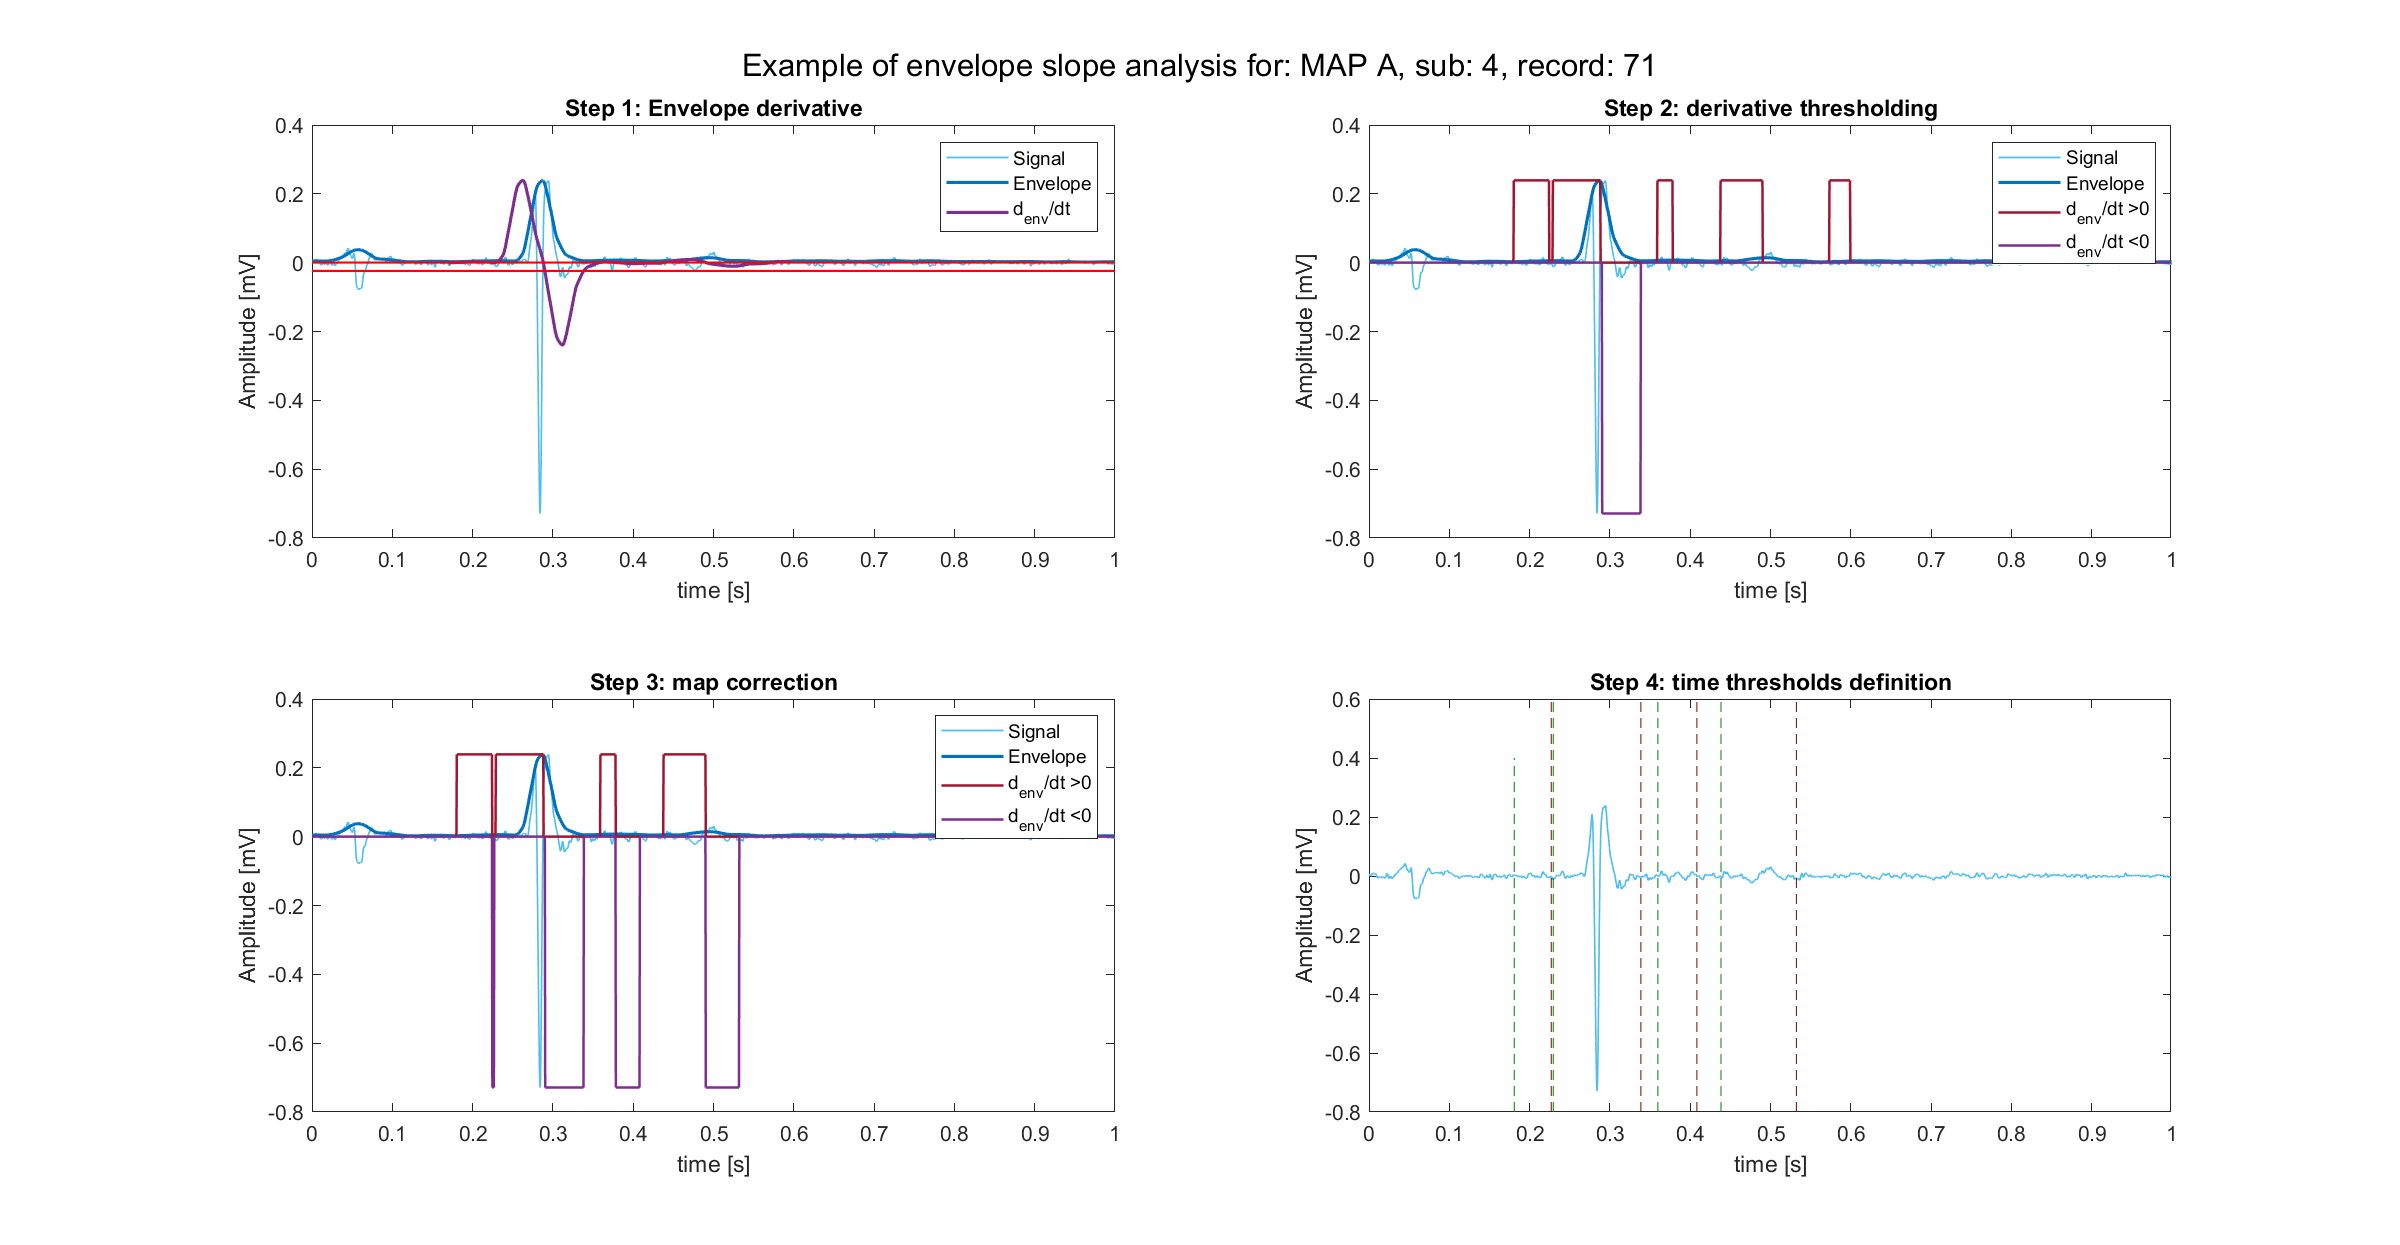 Example of envelope slope analysis for: MAP A, sub: 4, record: 71
Step 1: Envelope derivative
0.4
0.2
0
-0.2
-0.4
-0.6
-0.8
Amplitude [mV]
Signal
Envelope
d_env/dt
0 0.1 0.2 0.3 0.4 0.5 0.6 0.7 0.8 0.9 1
time [s]
Step 2: derivative thresholding
0.4
0.2
0
-0.2
-0.4
-0.6
-0.8
Amplitude [mV]
Signal
Envelope
d_env/dt >0
d_env/dt <0
0 0.1 0.2 0.3 0.4 0.5 0.6 0.7 0.8 0.9 1
time [s]
Step 3: map correction
0.4
0.2
0
-0.2
-0.4
-0.6
-0.8
Amplitude [mV]
Signal
Envelope
d_env/dt >0
d_env/dt <0
0 0.1 0.2 0.3 0.4 0.5 0.6 0.7 0.8 0.9 1
time [s]
Step 4: time thresholds definition
0.6
0.4
0.2
0
-0.2
-0.4
-0.6
-0.8
Amplitude [mV]
0 0.1 0.2 0.3 0.4 0.5 0.6 0.7 0.8 0.9 1
time [s]